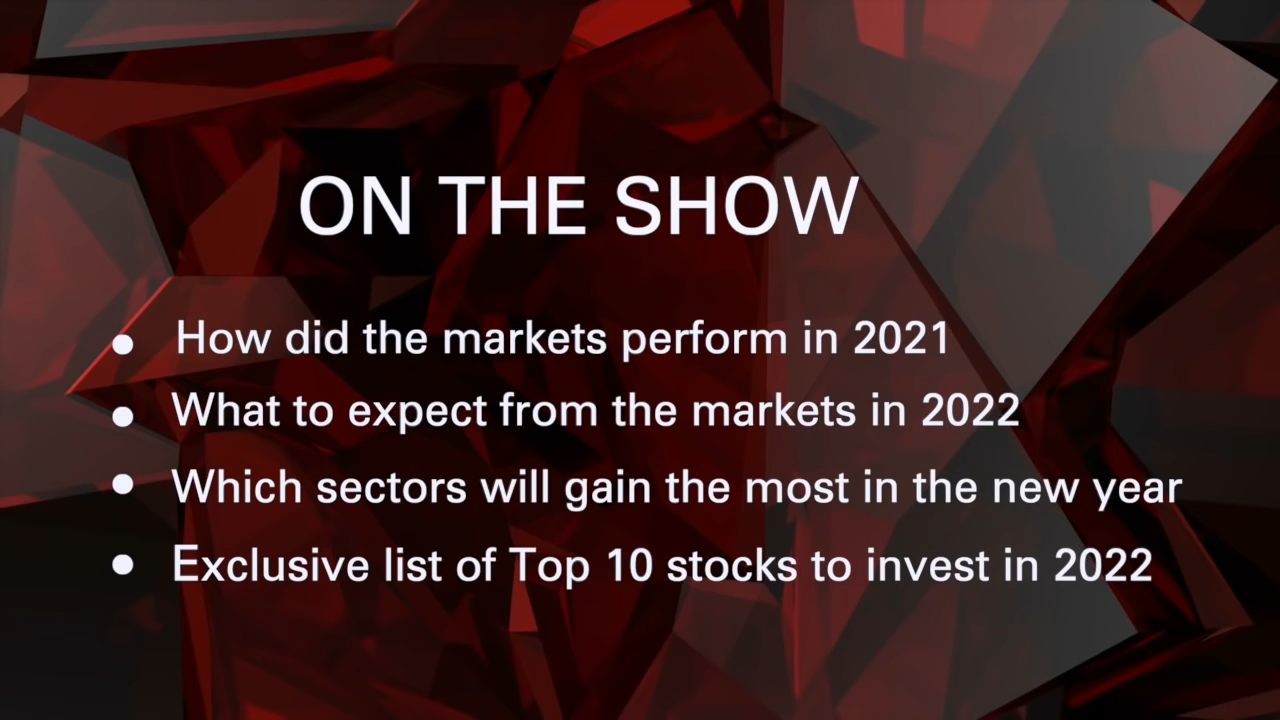 ON THE SHOW
• How did the markets perform in 2021
• What to expect from the markets in 2022
• Which sectors will gain the most in the new year
• Exclusive list of Top 10 stocks to invest in 2022